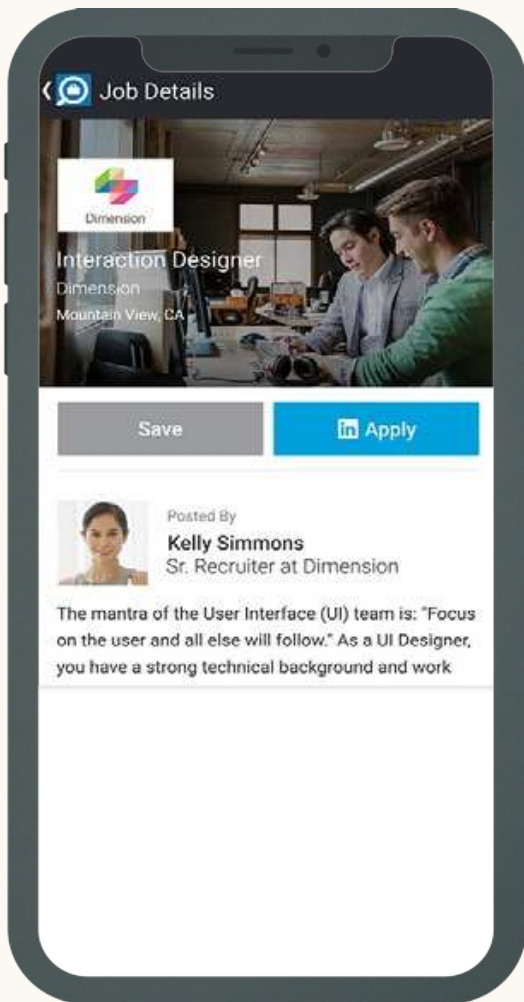 Job Details
Dimension
Interaction Designer
Dimension
Mountain View, CA
Save
in Apply
Posted By
Kelly Simmons
Sr. Recruiter at Dimension
The mantra of the User Interface (UI) team is: "Focus
on the user and all else will follow." As a UI Designer,
you have a strong technical background and work